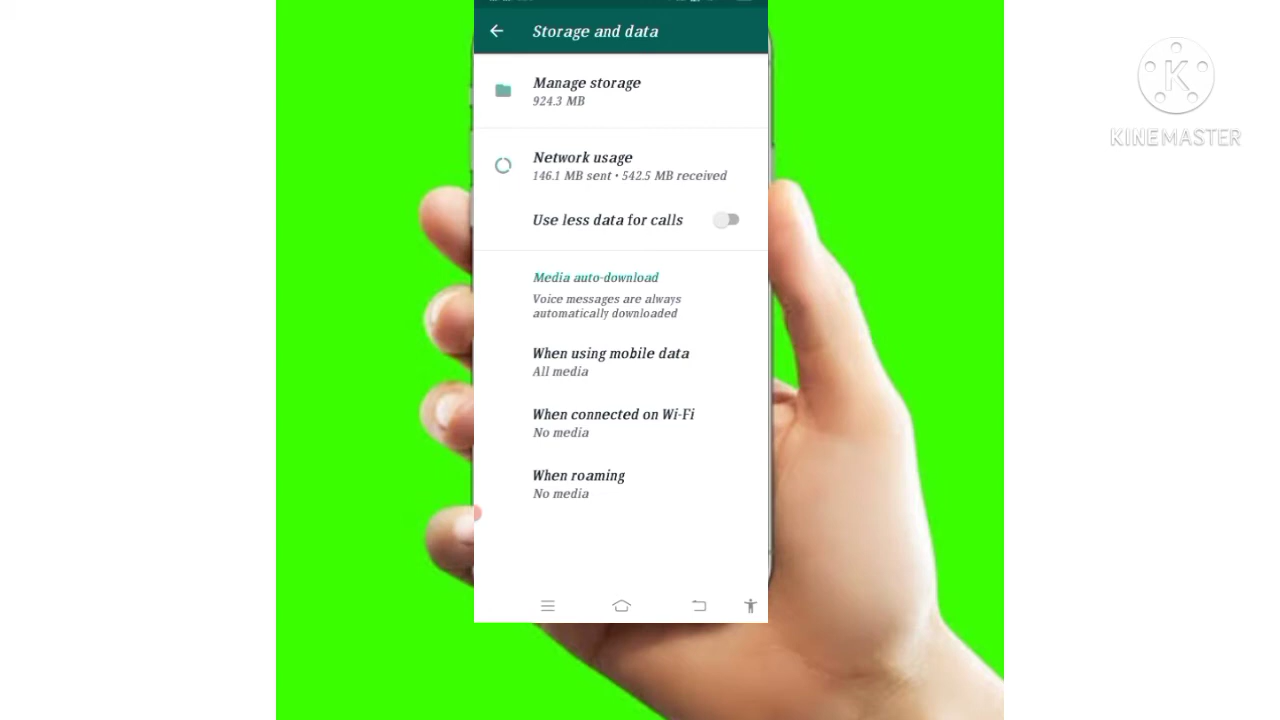 Storage and data
Manage storage
924.3 MB
Network usage
146.1 MB sent • 542.5 MB received
Use less data for calls
Media auto-download
Voice messages are always
automatically downloaded
When using mobile data
All media
When connected on Wi-Fi
No media
When roaming
No media
K
KINEMASTER